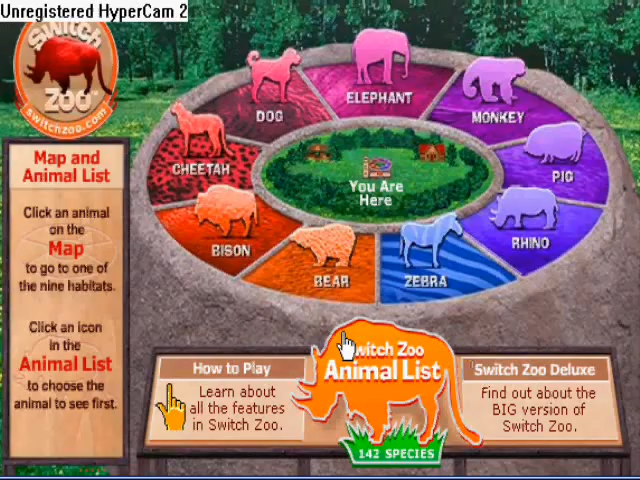 Unregistered HyperCam 2
Switch
ZOO™
switchzoo.com
Map and
Animal List
Click an animal
on the
Map
to go to one of
the nine habitats.
Click an icon
in the
Animal List
to choose the
animal to see first.
DOG
ELEPHANT
MONKEY
CHEETAH
PIG
You Are
Here
BISON
RHINO
BEAR
ZEBRA
How to Play
Learn about
all the features
in Switch Zoo.
Switch Zoo
Animal List
142 SPECIES
Switch Zoo Deluxe
Find out about the
BIG version of
Switch Zoo.